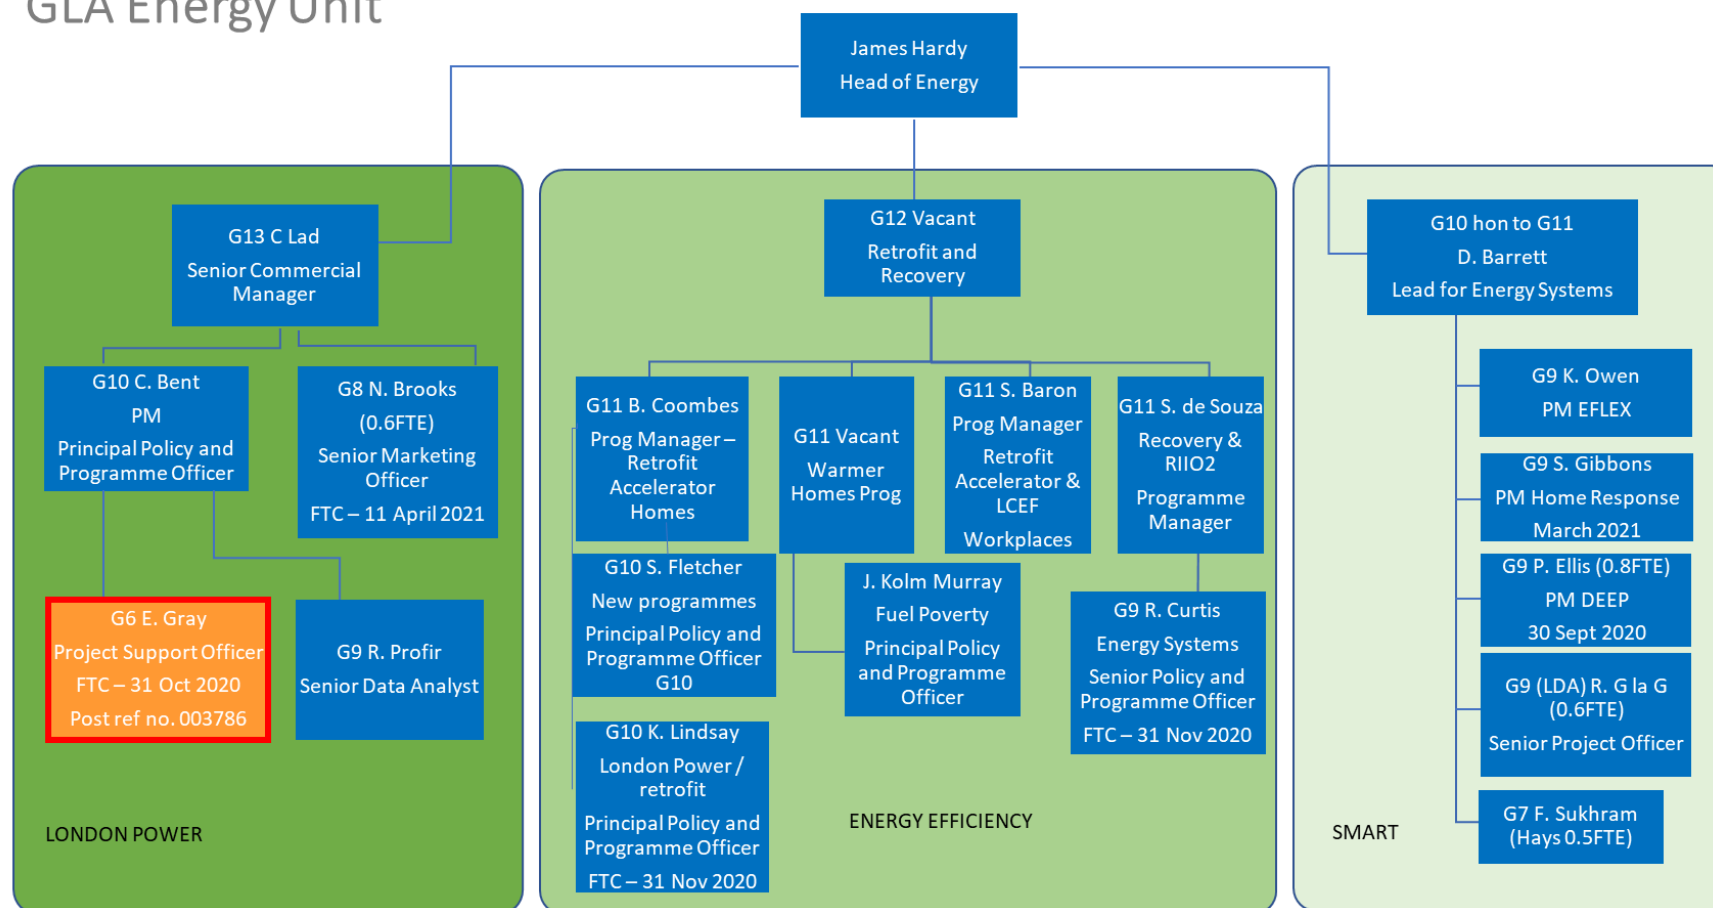 GLA Energy Unit
James Hardy
Head of Energy
G13 C Lad
Senior Commercial
Manager
G10 C. Bent
PM
Principal Policy and
Programme Officer
G8 N. Brooks
(0.6FTE)
Senior Marketing
Officer
FTC – 11 April 2021
G6 E. Gray
Project Support Officer
FTC – 31 Oct 2020
Post ref no. 003786
G9 R. Profir
Senior Data Analyst
LONDON POWER
G12 Vacant
Retrofit and
Recovery
G11 B. Coombes
Prog Manager –
Retrofit
Accelerator
Homes
G11 Vacant
Warmer
Homes Prog
G11 S. Baron
Prog Manager
Retrofit
Accelerator &
LCEF
Workplaces
G11 S. de Souza
Recovery &
RIIO2
Programme
Manager
G10 S. Fletcher
New programmes
Principal Policy and
Programme Officer
G10
J. Kolm Murray
Fuel Poverty
Principal Policy
and Programme
Officer
G9 R. Curtis
Energy Systems
Senior Policy and
Programme Officer
FTC – 31 Nov 2020
G10 K. Lindsay
London Power /
retrofit
Principal Policy and
Programme Officer
FTC – 31 Nov 2020
ENERGY EFFICIENCY
G10 hon to G11
D. Barrett
Lead for Energy Systems
G9 K. Owen
PM EFLEX
G9 S. Gibbons
PM Home Response
March 2021
G9 P. Ellis (0.8FTE)
PM DEEP
30 Sept 2020
G9 (LDA) R. G la G
(0.6FTE)
Senior Project Officer
G7 F. Sukhram
(Hays 0.5FTE)
SMART